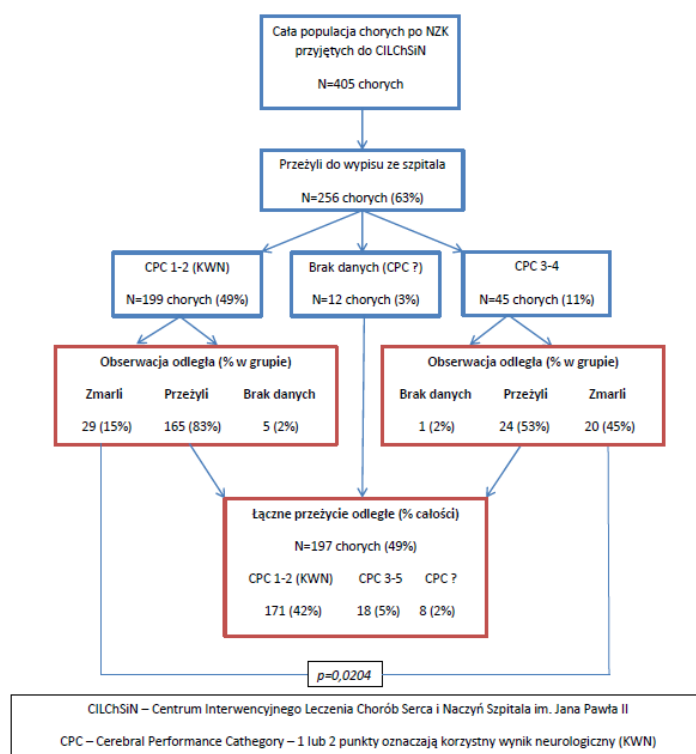 Cała populacja chorych po NZK
przyjętych do CILChSiN
N=405 chorych
Przeżyli do wypisu ze szpitala
N=256 chorych (63%)
CPC 1-2 (KWN)
N=199 chorych (49%)
Brak danych (CPC ?)
N=12 chorych (3%)
CPC 3-4
N=45 chorych (11%)
Obserwacja odległa (% w grupie)
Zmarli Przeżyli Brak danych
29 (15%) 165 (83%) 5 (2%)
Obserwacja odległa (% w grupie)
Brak danych Przeżyli Zmarli
1 (2%) 24 (53%) 20 (45%)
Łączne przeżycie odległe (% całości)
N=197 chorych (49%)
CPC 1-2 (KWN) CPC 3-5 CPC ?
171 (42%) 18 (5%) 8 (2%)
p=0,0204
CILChSiN – Centrum Interwencyjnego Leczenia Chorób Serca i Naczyń Szpitala im. Jana Pawła II
CPC – Cerebral Performance Cathegory – 1 lub 2 punkty oznaczają korzystny wynik neurologiczny (KWN)